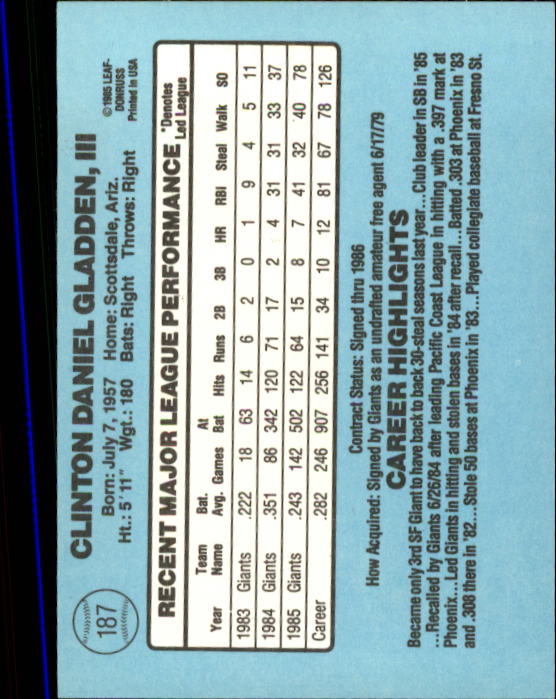 187
CLINTON DANIEL GLADDEN, III
Born: July 7, 1957 Home: Scottsdale, Ariz.
Ht.: 5' 11" Wgt.: 180 Bats: Right Throws: Right
©1985 LEAF-
DONRUSS
Printed in USA
RECENT MAJOR LEAGUE PERFORMANCE *Denotes
Led League
Year Team Name Bat. Avg. Games At Bat Hits Runs 2B 3B HR RBI Steal Walk SO
1983 Giants .222 18 63 14 6 2 0 1 9 4 5 11
1984 Giants .351 86 342 120 71 17 2 4 31 31 33 37
1985 Giants .243 142 502 122 64 15 8 7 41 32 40 78
Career .282 246 907 256 141 34 10 12 81 67 78 126
Contract Status: Signed thru 1986
How Acquired: Signed by Giants as an undrafted amateur free agent 6/17/79
CAREER HIGHLIGHTS
Became only 3rd SF Giant to have back to back 30-steal seasons last year... Club leader in SB in '85
...Recalled by Giants 6/26/84 after leading Pacific Coast League in hitting with a .397 mark at
Phoenix... Led Giants in hitting and stolen bases in '84 after recall... Batted .303 at Phoenix in '83
and .308 there in '82... Stole 50 bases at Phoenix in '83... Played collegiate baseball at Fresno St.